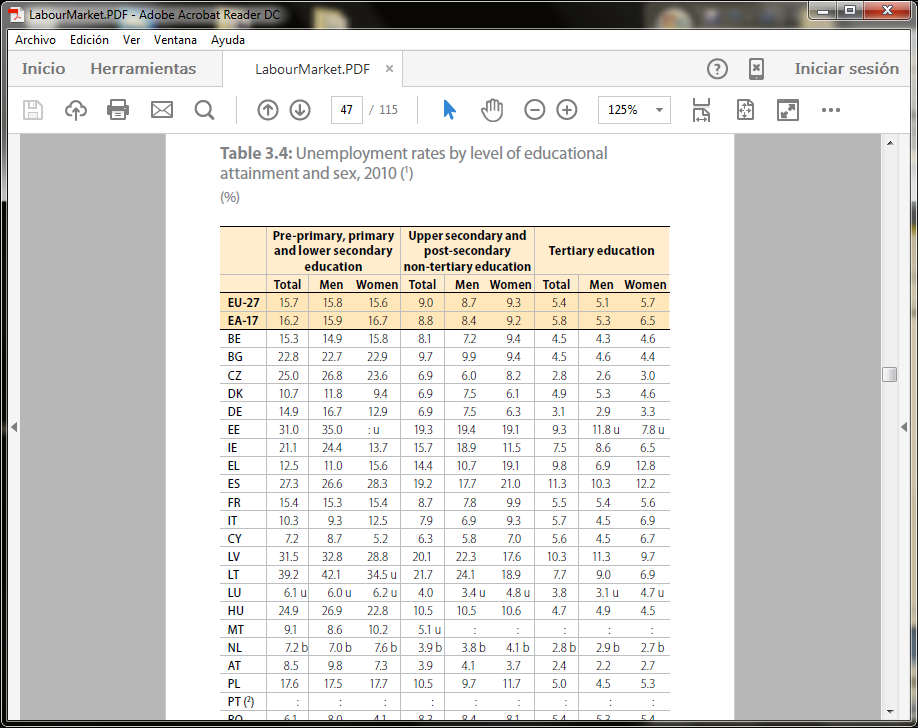 LabourMarket.PDF - Adobe Acrobat Reader DC
Archivo Edición Ver Ventana Ayuda
Inicio Herramientas LabourMarket.PDF × Iniciar sesión
47 / 115 125%
Table 3.4: Unemployment rates by level of educational
attainment and sex, 2010 (¹)
(%)
Pre-primary, primary and lower secondary education Upper secondary and post-secondary non-tertiary education Tertiary education
Total Men Women Total Men Women Total Men Women
EU-27 15.7 15.8 15.6 9.0 8.7 9.3 5.4 5.1 5.7
EA-17 16.2 15.9 16.7 8.8 8.4 9.2 5.8 5.3 6.5
BE 15.3 14.9 15.8 8.1 7.2 9.4 4.5 4.3 4.6
BG 22.8 22.7 22.9 9.7 9.9 9.4 4.5 4.6 4.4
CZ 25.0 26.8 23.6 6.9 6.0 8.2 2.8 2.6 3.0
DK 10.7 11.8 9.4 6.9 7.5 6.1 4.9 5.3 4.6
DE 14.9 16.7 12.9 6.9 7.5 6.3 3.1 2.9 3.3
EE 31.0 35.0 : u 19.3 19.4 19.1 9.3 11.8 u 7.8 u
IE 21.1 24.4 13.7 15.7 18.9 11.5 7.5 8.6 6.5
EL 12.5 11.0 15.6 14.4 10.7 19.1 9.8 6.9 12.8
ES 27.3 26.6 28.3 19.2 17.7 21.0 11.3 10.3 12.2
FR 15.4 15.3 15.4 8.7 7.8 9.9 5.5 5.4 5.6
IT 10.3 9.3 12.5 7.9 6.9 9.3 5.7 4.5 6.9
CY 7.2 8.7 5.2 6.3 5.8 7.0 5.6 4.5 6.7
LV 31.5 32.8 28.8 20.1 22.3 17.6 10.3 11.3 9.7
LT 39.2 42.1 34.5 u 21.7 24.1 18.9 7.7 9.0 6.9
LU 6.1 u 6.0 u 6.2 u 4.0 3.4 u 4.8 u 3.8 3.1 u 4.7 u
HU 24.9 26.9 22.8 10.5 10.5 10.6 4.7 4.9 4.5
MT 9.1 8.6 10.2 5.1 u : : : : :
NL 7.2 b 7.0 b 7.6 b 3.9 b 3.8 b 4.1 b 2.8 b 2.9 b 2.7 b
AT 8.5 9.8 7.3 3.9 4.1 3.7 2.4 2.2 2.7
PL 17.6 17.5 17.7 10.5 9.7 11.7 5.0 4.5 5.3
PT (²) : : : : : : : : :